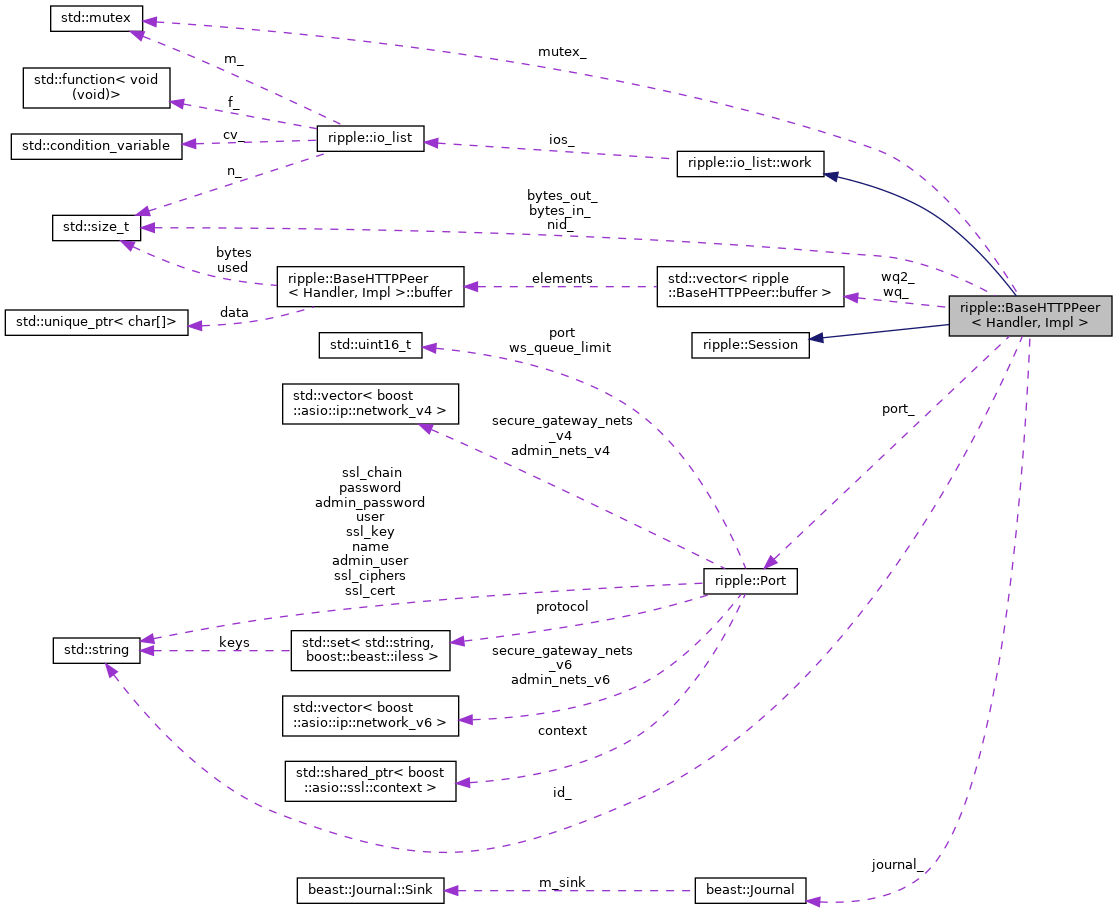 std::mutex
mutex_
m_
std::function< void
(void)>
f_
cv_
std::condition_variable
ripple::io_list
ios_
ripple::io_list::work
n_
bytes_out_
bytes_in_
nid_
std::size_t
bytes
used
ripple::BaseHTTPPeer
< Handler, Impl >::buffer
elements
std::vector< ripple
::BaseHTTPPeer::buffer >
wq2_
wq_
ripple::BaseHTTPPeer
< Handler, Impl >
std::unique_ptr< char[]>
data
std::uint16_t
port
ws_queue_limit
ripple::Session
std::vector< boost
::asio::ip::network_v4 >
secure_gateway_nets
_v4
admin_nets_v4
port_
ssl_chain
password
admin_password
user
ssl_key
name
admin_user
ssl_ciphers
ssl_cert
ripple::Port
protocol
std::string
keys
std::set< std::string,
boost::beast::iless >
secure_gateway_nets
_v6
admin_nets_v6
std::vector< boost
::asio::ip::network_v6 >
context
std::shared_ptr< boost
::asio::ssl::context >
id_
journal_
beast::Journal::Sink
m_sink
beast::Journal